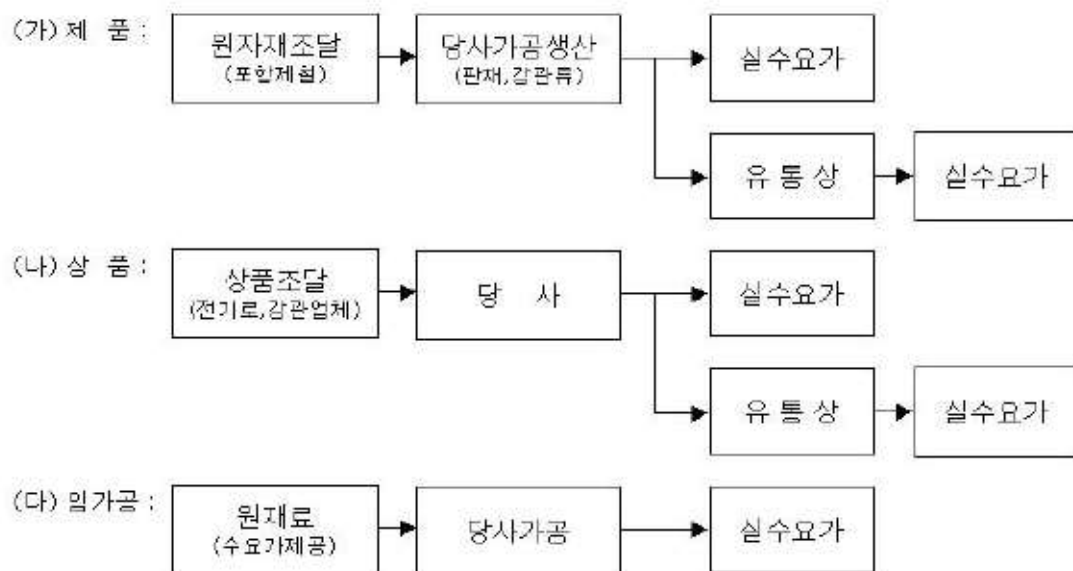 (가) 제 품 :
원자재조달
(포항제철)
당사가공생산
(판재,강관류)
실수요가
유 통 상
실수요가
(나) 상 품 :
상품조달
(전기로,강관업체)
당 사
실수요가
유 통 상
실수요가
(다) 임가공 :
원재료
(수요가제공)
당사가공
실수요가